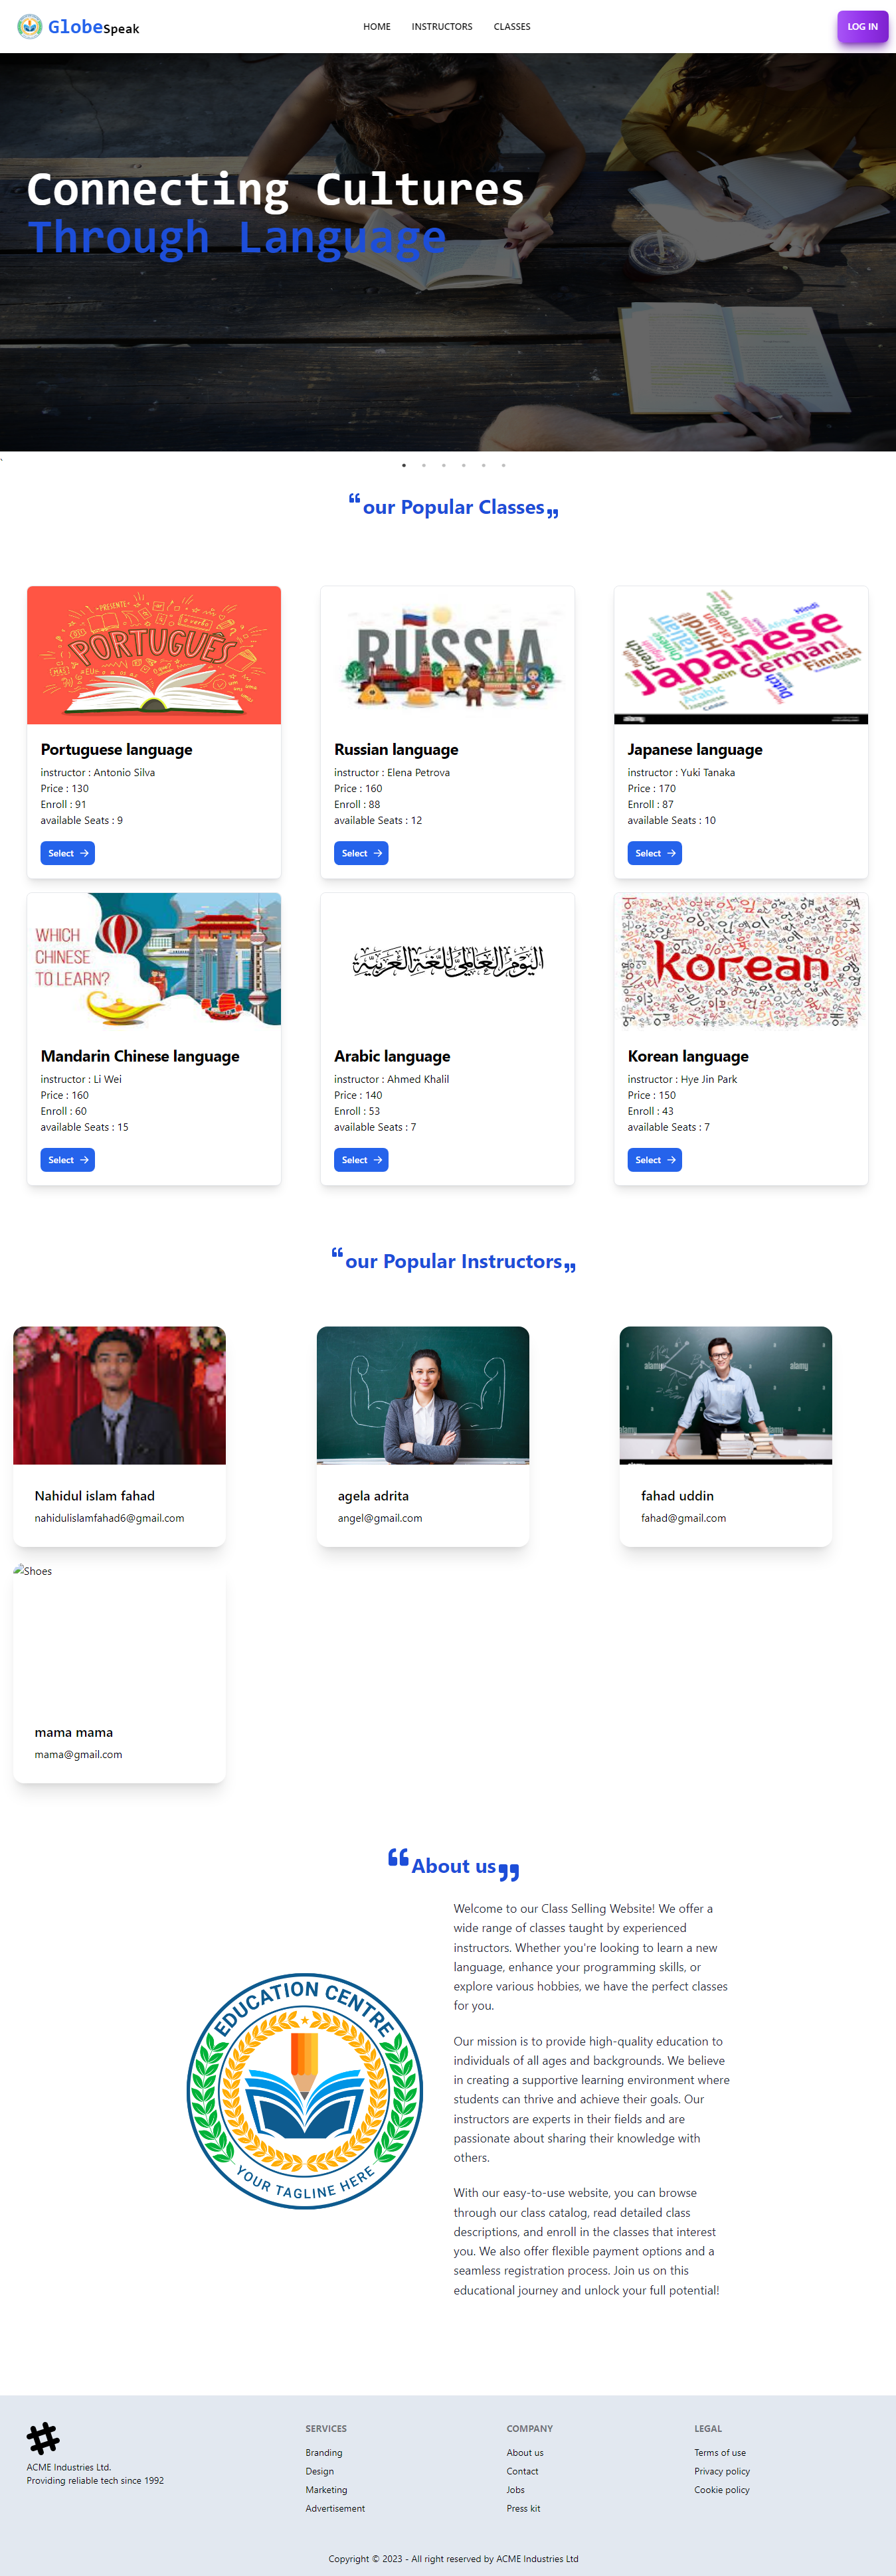 GlobeSpeak
HOME
INSTRUCTORS
CLASSES
LOG IN
Connecting Cultures
Through Language
`
“our Popular Classes„
PRESENTE
PORTUGUÊS
Portuguese language
instructor : Antonio Silva
Price : 130
Enroll : 91
available Seats : 9
Select →
RUSSIA
Russian language
instructor : Elena Petrova
Price : 160
Enroll : 88
available Seats : 12
Select →
Hindi
Italian
Hebrew
French
Japanese
German
Latin
Finnish
Arabic
Dutch
alamy
Japanese language
instructor : Yuki Tanaka
Price : 170
Enroll : 87
available Seats : 10
Select →
WHICH
CHINESE
TO LEARN?
Mandarin Chinese language
instructor : Li Wei
Price : 160
Enroll : 60
available Seats : 15
Select →
اليوم العالمي للغة العربية
Arabic language
instructor : Ahmed Khalil
Price : 140
Enroll : 53
available Seats : 7
Select →
korean
Korean language
instructor : Hye Jin Park
Price : 150
Enroll : 43
available Seats : 7
Select →
“our Popular Instructors„
Nahidul islam fahad
nahidulislamfahad6@gmail.com
agela adrita
angel@gmail.com
alamy
alamy
fahad uddin
fahad@gmail.com
Shoes
mama mama
mama@gmail.com
“About us„
EDUCATION CENTRE
YOUR TAGLINE HERE
Welcome to our Class Selling Website! We offer a
wide range of classes taught by experienced
instructors. Whether you're looking to learn a new
language, enhance your programming skills, or
explore various hobbies, we have the perfect classes
for you.
Our mission is to provide high-quality education to
individuals of all ages and backgrounds. We believe
in creating a supportive learning environment where
students can thrive and achieve their goals. Our
instructors are experts in their fields and are
passionate about sharing their knowledge with
others.
With our easy-to-use website, you can browse
through our class catalog, read detailed class
descriptions, and enroll in the classes that interest
you. We also offer flexible payment options and a
seamless registration process. Join us on this
educational journey and unlock your full potential!
ACME Industries Ltd.
Providing reliable tech since 1992
SERVICES
Branding
Design
Marketing
Advertisement
COMPANY
About us
Contact
Jobs
Press kit
LEGAL
Terms of use
Privacy policy
Cookie policy
Copyright © 2023 - All right reserved by ACME Industries Ltd